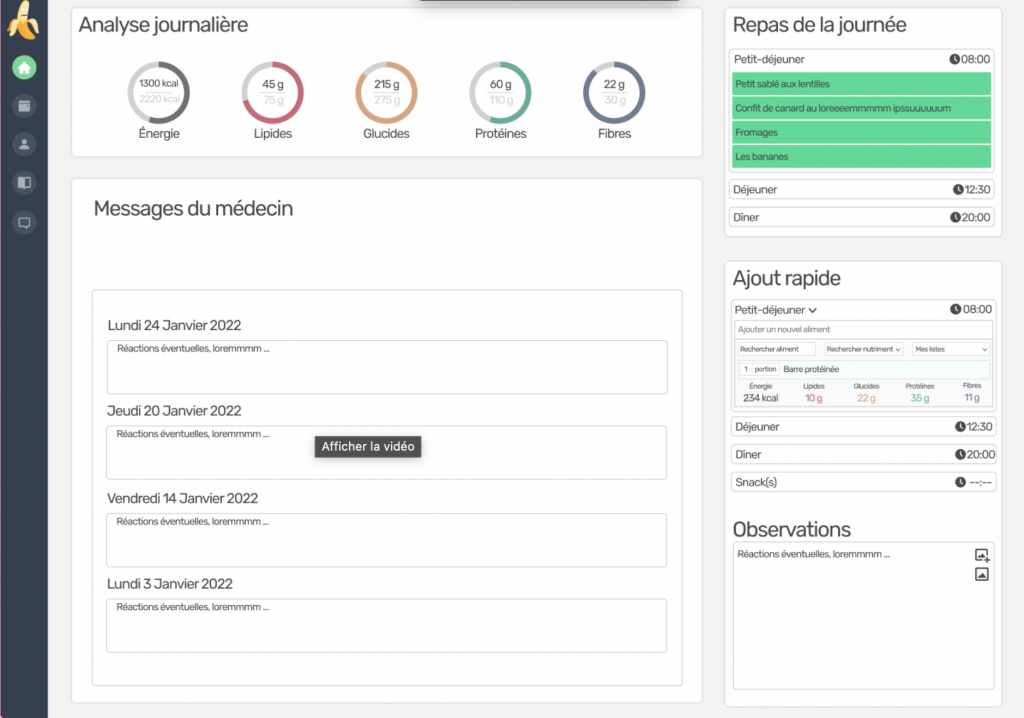 Analyse journalière
1300 kcal
2220 kcal
Énergie
45 g
75 g
Lipides
215 g
275 g
Glucides
60 g
110 g
Protéines
22 g
30 g
Fibres
Messages du médecin
Lundi 24 Janvier 2022
Réactions éventuelles, loremmmm ...
Jeudi 20 Janvier 2022
Réactions éventuelles, loremmmm ...
Afficher la vidéo
Vendredi 14 Janvier 2022
Réactions éventuelles, loremmmm ...
Lundi 3 Janvier 2022
Réactions éventuelles, loremmmm ...
Repas de la journée
Petit-déjeuner 08:00
Petit sablé aux lentilles
Confit de canard au loreeeemmmmm ipssuuuuuum
Fromages
Les bananes
Déjeuner 12:30
Dîner 20:00
Ajout rapide
Petit-déjeuner 08:00
Ajouter un nouvel aliment
Rechercher aliment Rechercher nutriment Mes listes
1 portion Barre protéinée
Énergie Lipides Glucides Protéines Fibres
234 kcal 10 g 22 g 35 g 11 g
Déjeuner 12:30
Dîner 20:00
Snack(s) --:--
Observations
Réactions éventuelles, loremmmm ...